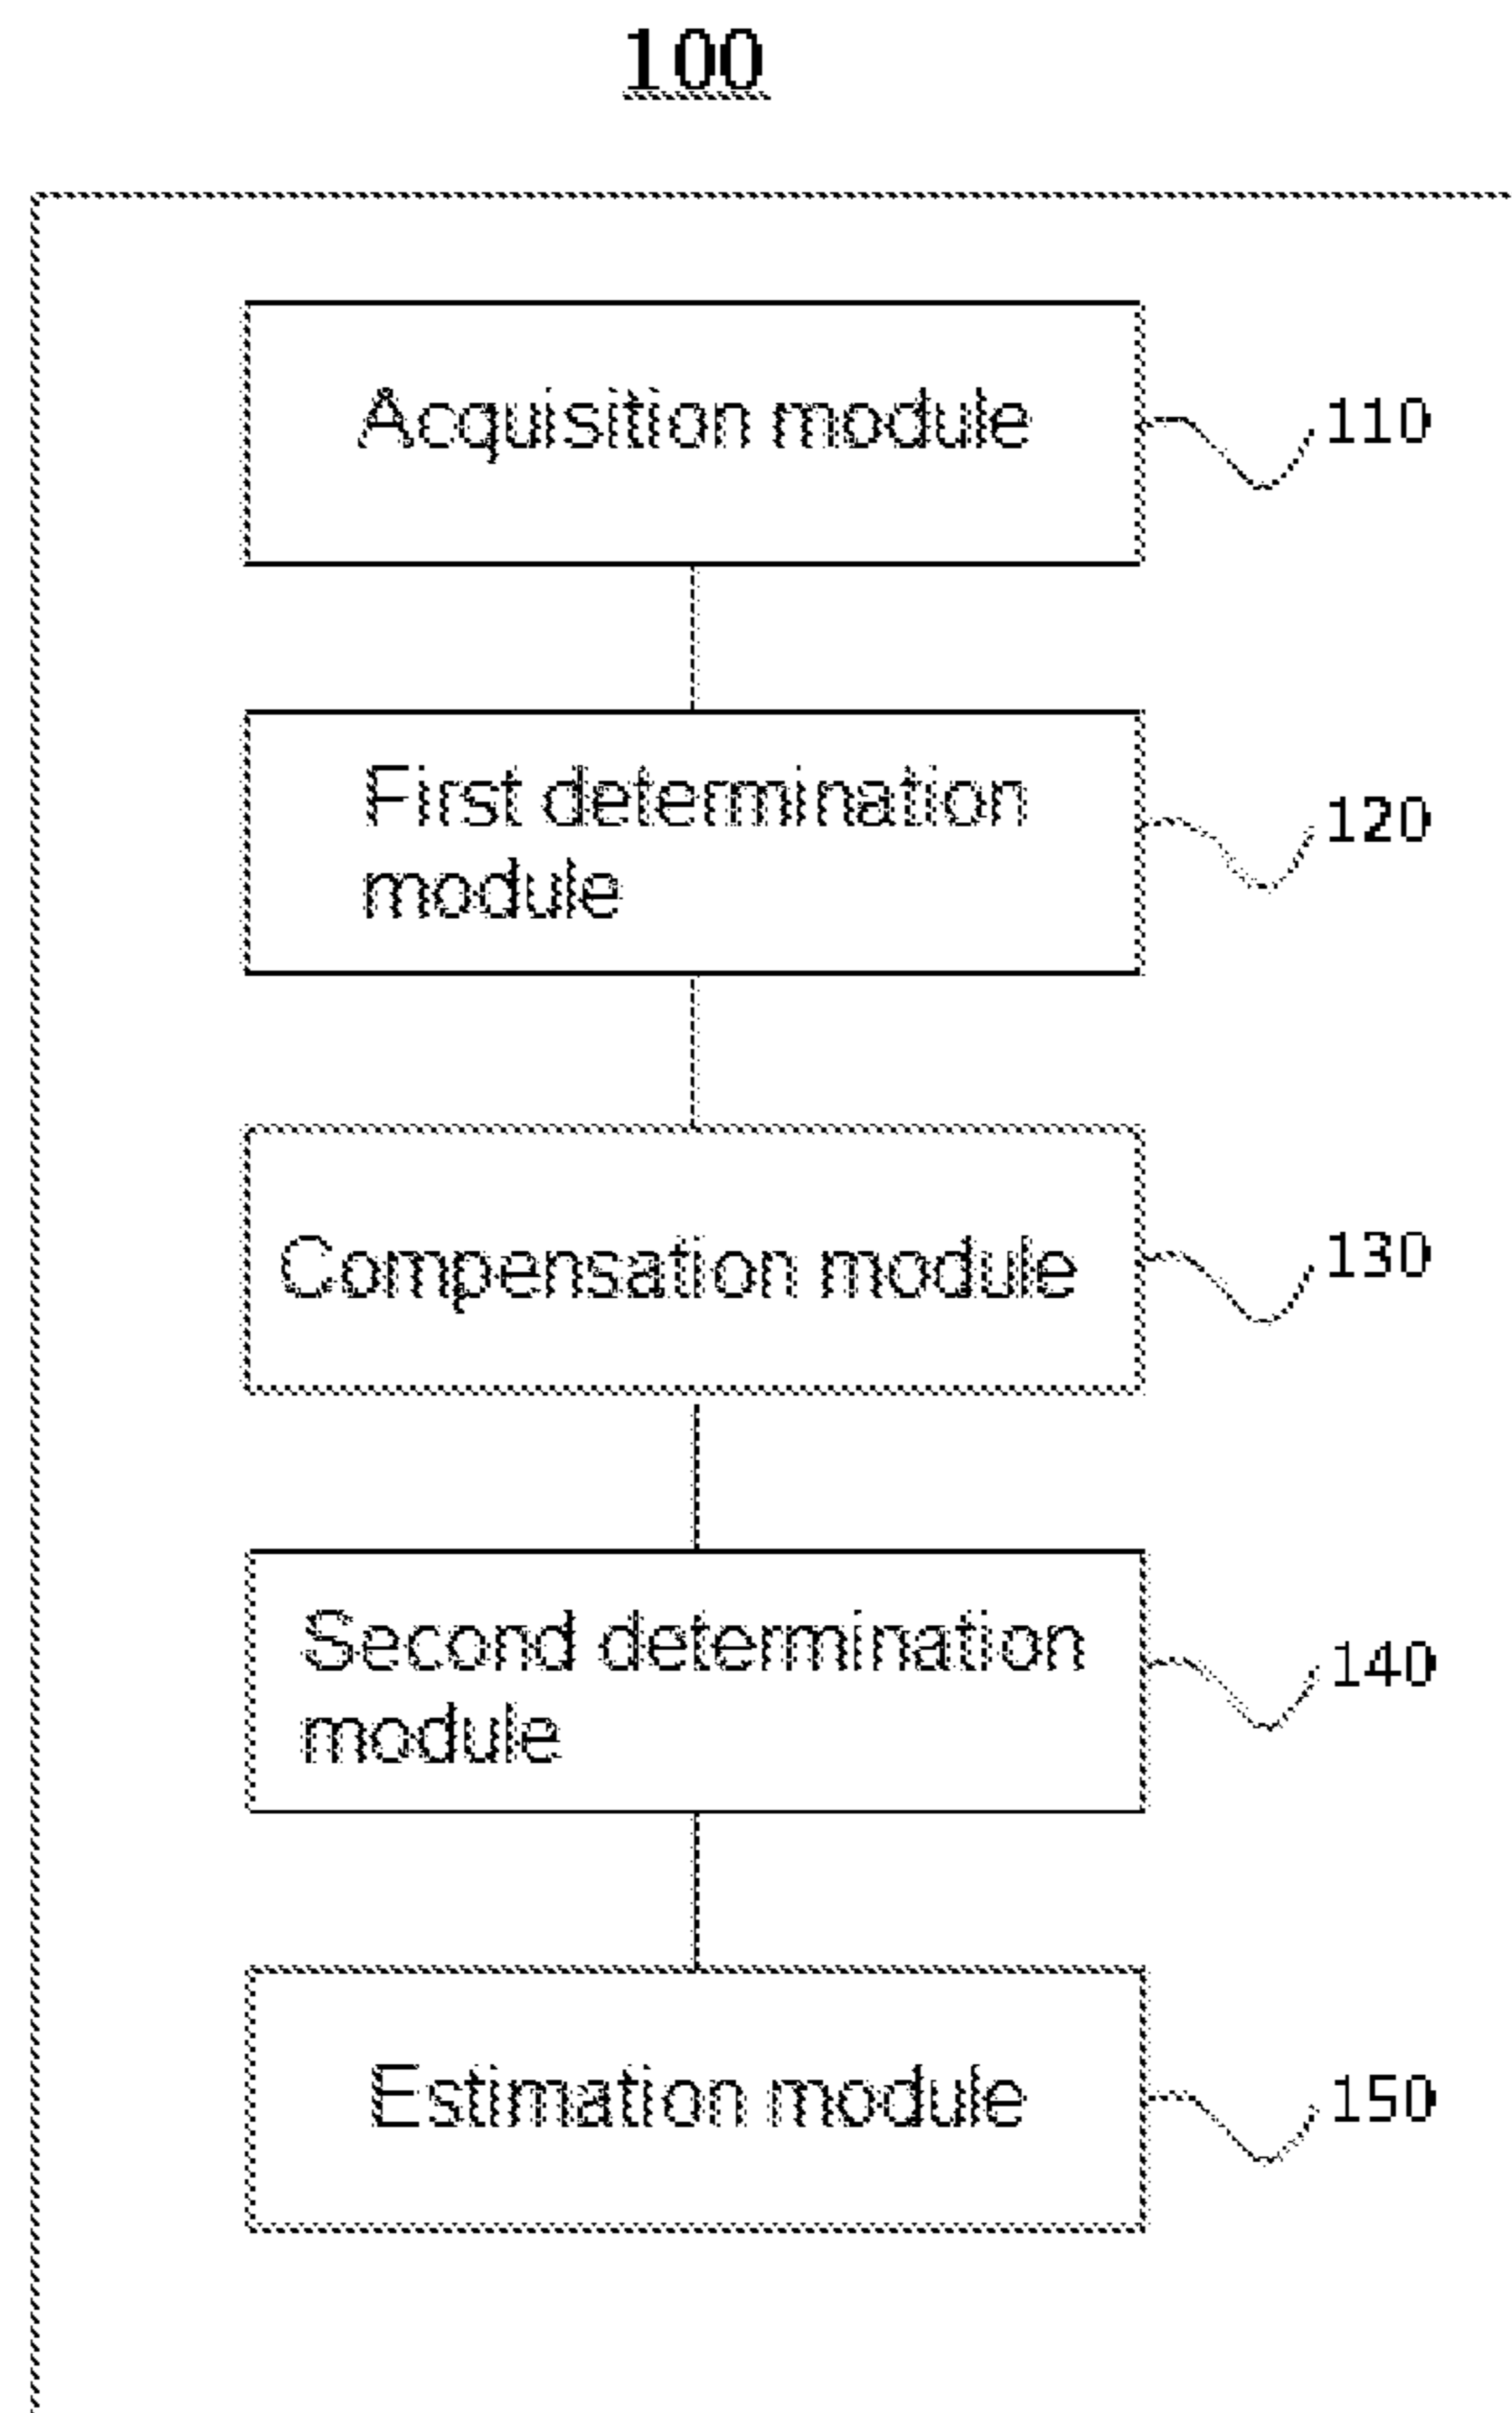 100
Acquisition module
110
First determination
module
120
Compensation module
130
Second determination
module
140
Estimation module
150